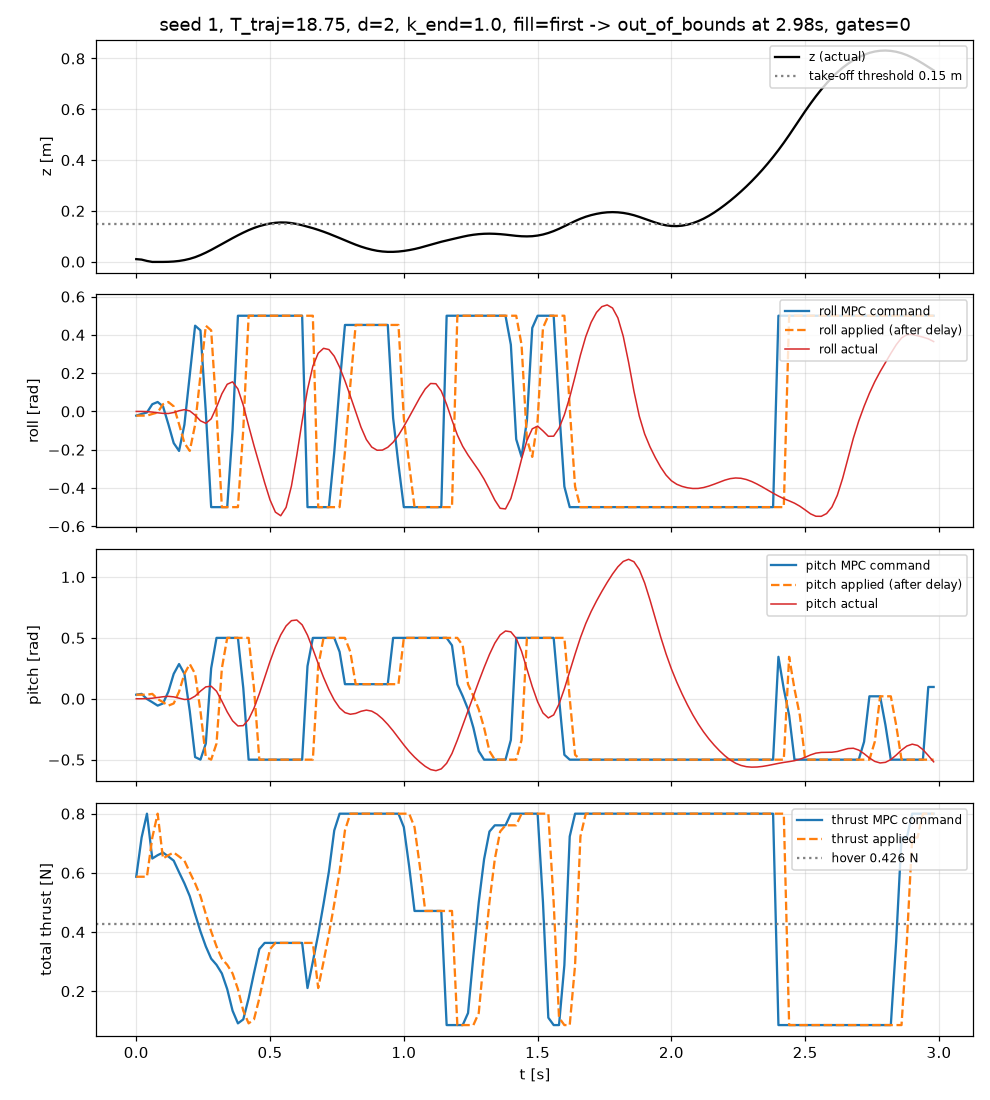 seed 1, T_traj=18.75, d=2, k_end=1.0, fill=first -> out_of_bounds at 2.98s, gates=0
z [m]
0.8
0.6
0.4
0.2
0.0
z (actual)
take-off threshold 0.15 m
roll [rad]
0.6
0.4
0.2
0.0
−0.2
−0.4
−0.6
roll MPC command
roll applied (after delay)
roll actual
pitch [rad]
1.0
0.5
0.0
−0.5
pitch MPC command
pitch applied (after delay)
pitch actual
total thrust [N]
0.8
0.6
0.4
0.2
thrust MPC command
thrust applied
hover 0.426 N
0.0 0.5 1.0 1.5 2.0 2.5 3.0
t [s]